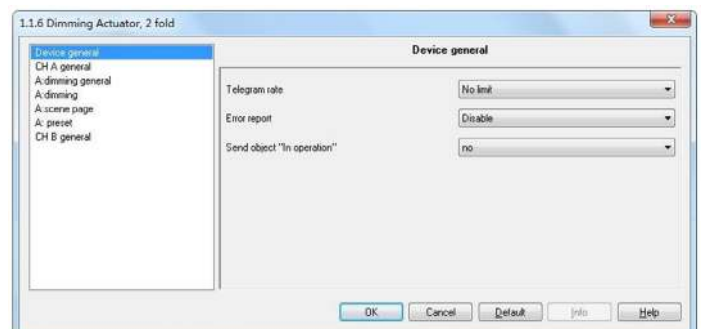 1.1.6 Dimming Actuator, 2 fold
Device general
CH A general
A:dimming general
A:dimming
A:scene page
A: preset
CH B general
Device general
Telegram rate
No limit
Error report
Disable
Send object "In operation"
no
OK
Cancel
Default
Info
Help